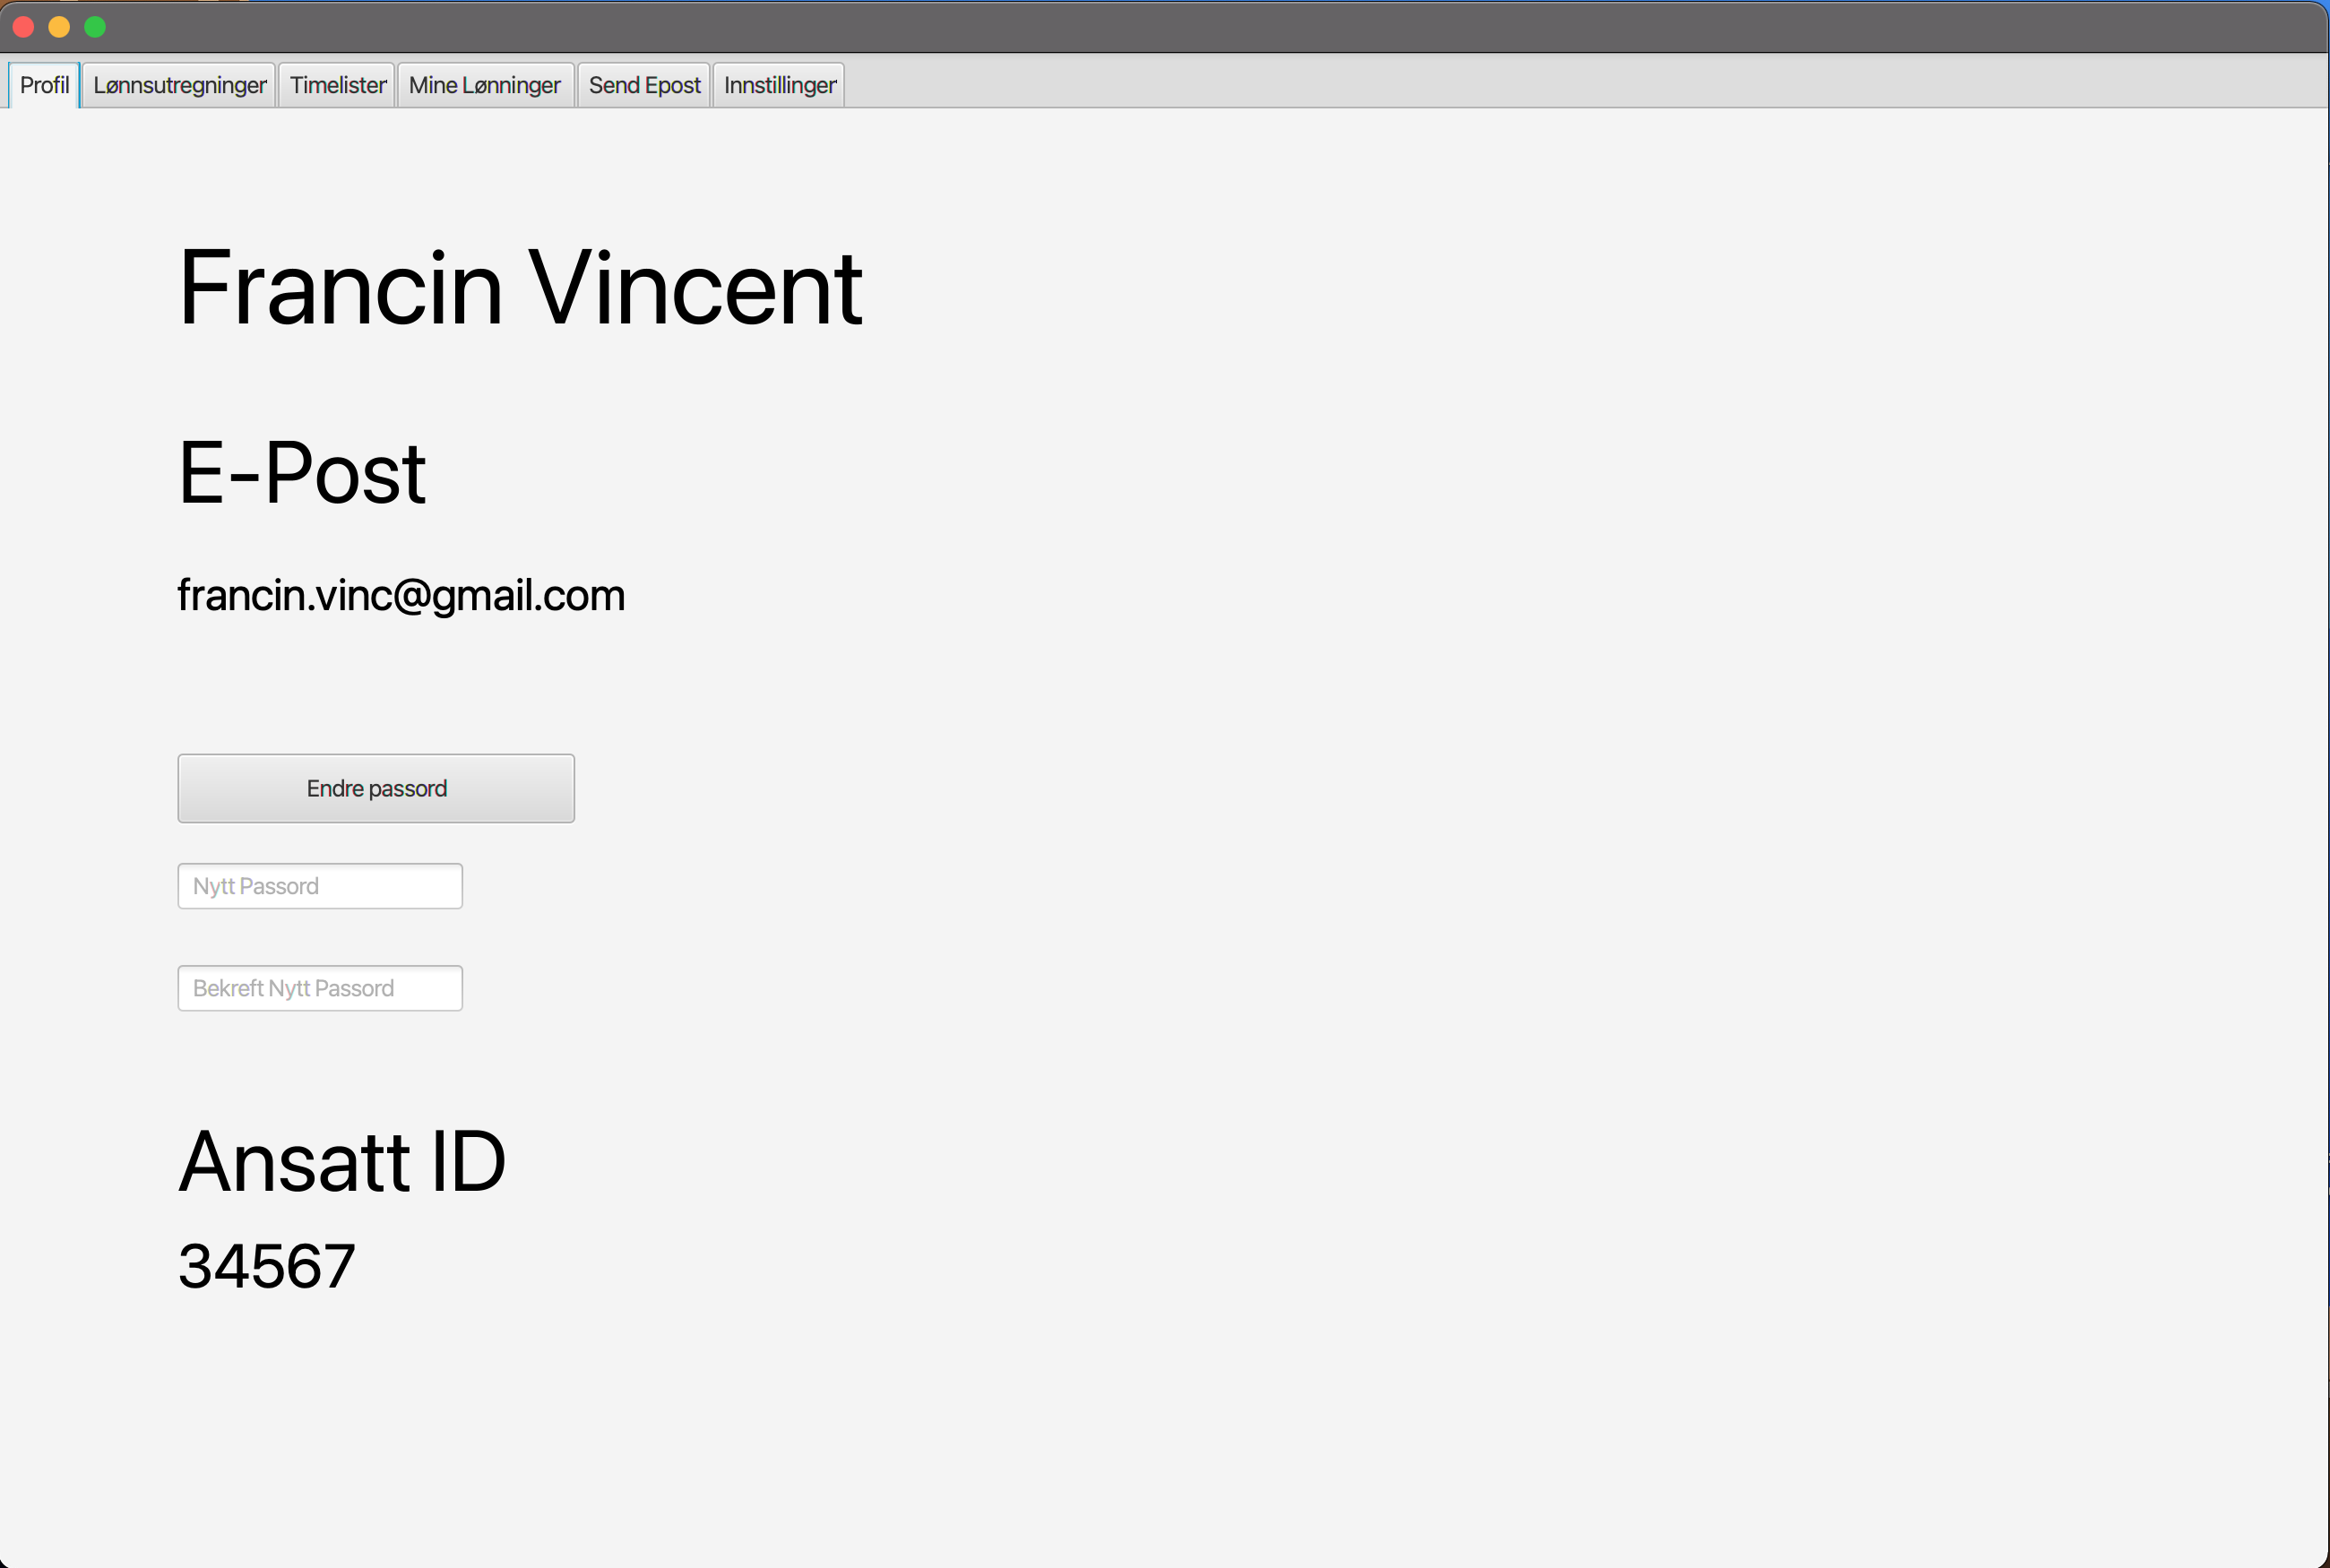 Profil Lønnsutregninger Timelister Mine Lønninger Send Epost Innstillinger
Francin Vincent
E-Post
francin.vinc@gmail.com
Endre passord
Nytt Passord
Bekreft Nytt Passord
Ansatt ID
34567